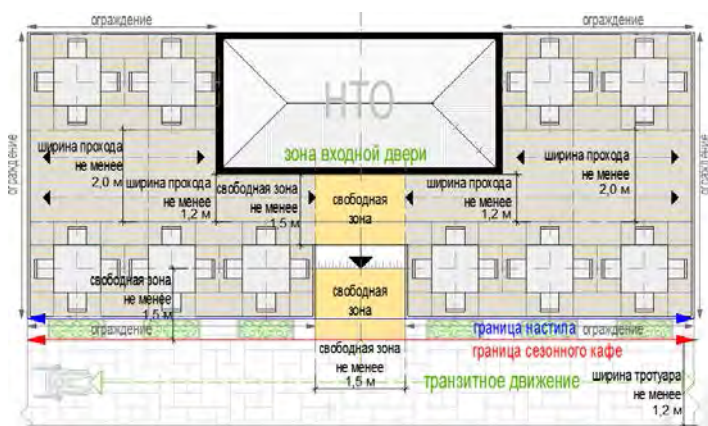 ограждение
ограждение
ограждение
ограждение
НТО
зона входной двери
ширина прохода
не менее
2,0 м
ширина прохода
не менее
1,2 м
свободная зона
не менее
1,5 м
свободная
зона
ширина прохода
не менее
1,2 м
ширина прохода
не менее
2,0 м
свободная зона
не менее
1,5 м
свободная
зона
ограждение
граница настила
ограждение
граница сезонного кафе
свободная зона
не менее
1,5 м
транзитное движение
ширина тротуара
не менее
1,2 м